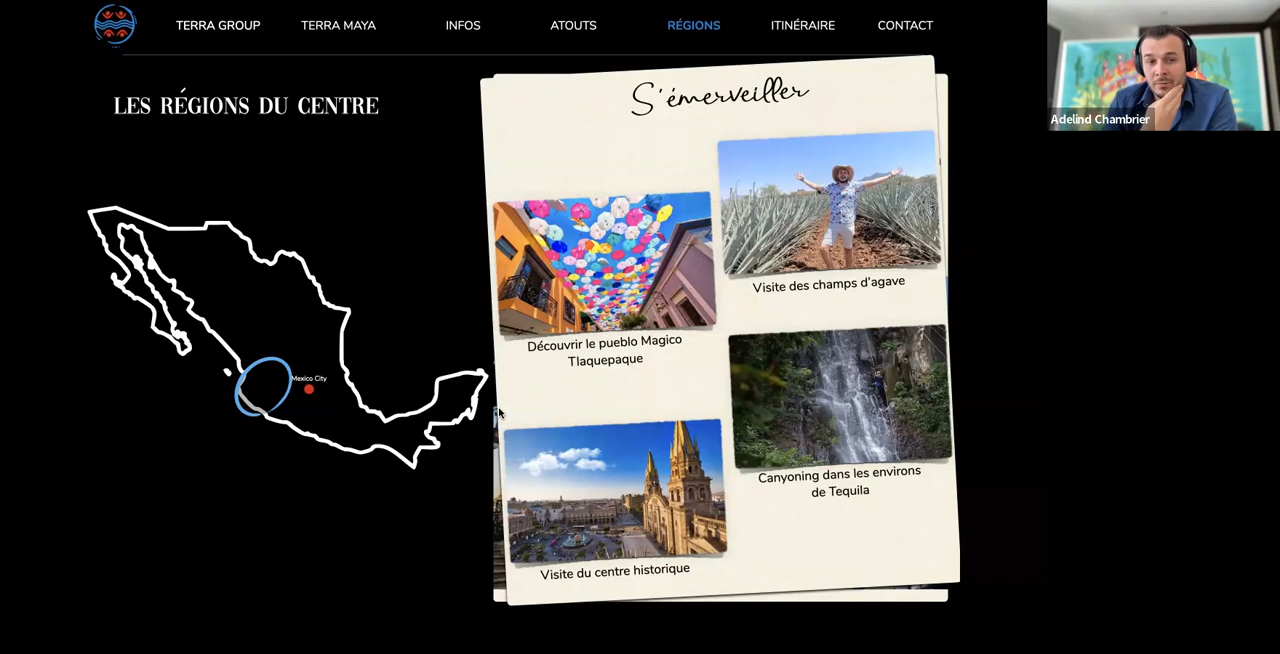 TERRA GROUP
TERRA MAYA
INFOS
ATOUTS
RÉGIONS
ITINÉRAIRE
CONTACT
Adelind Chambrier
LES RÉGIONS DU CENTRE
S'émerveiller
Visite des champs d'agave
Découvrir le pueblo Magico
Tlaquepaque
Mexico City
Canyoning dans les environs
de Tequila
Visite du centre historique